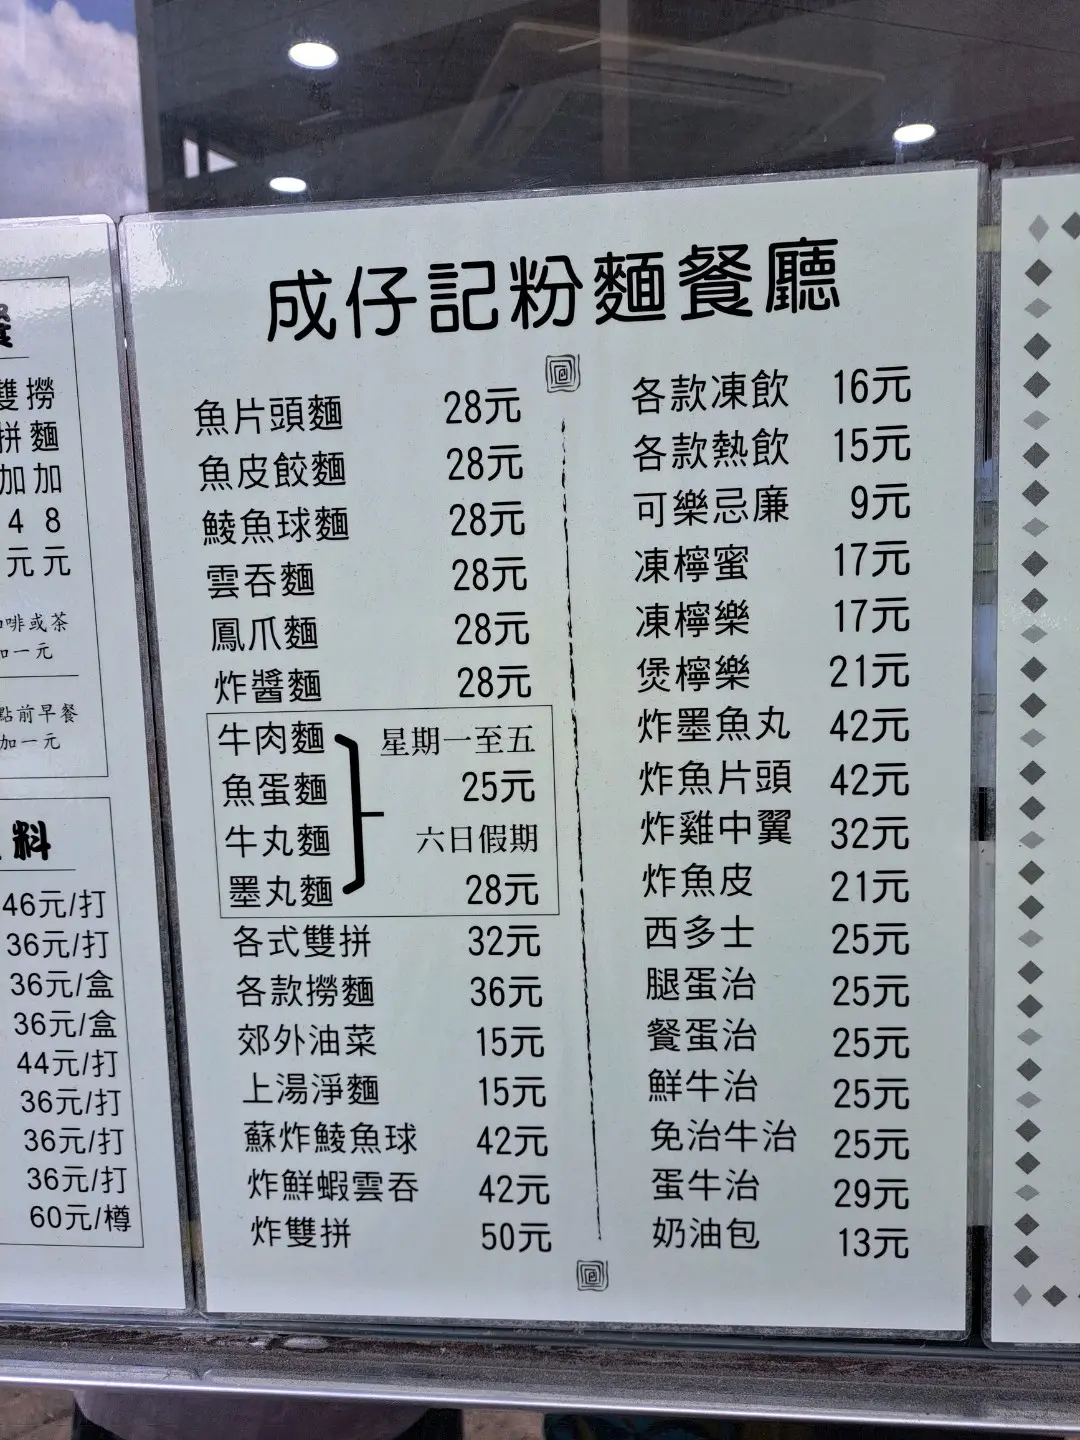 餐
雙撈
拼麵
加加
4 8
元元
啡或茶
加一元
點前早餐
加一元
料
46元/打
36元/打
36元/盒
36元/盒
44元/打
36元/打
36元/打
36元/打
60元/樽
成仔記粉麵餐廳
魚片頭麵 28元
魚皮餃麵 28元
鯪魚球麵 28元
雲吞麵 28元
鳳爪麵 28元
炸醬麵 28元
牛肉麵 星期一至五
魚蛋麵 25元
牛丸麵 六日假期
墨丸麵 28元
各式雙拼 32元
各款撈麵 36元
郊外油菜 15元
上湯淨麵 15元
蘇炸鯪魚球 42元
炸鮮蝦雲吞 42元
炸雙拼 50元
各款凍飲 16元
各款熱飲 15元
可樂忌廉 9元
凍檸蜜 17元
凍檸樂 17元
煲檸樂 21元
炸墨魚丸 42元
炸魚片頭 42元
炸雞中翼 32元
炸魚皮 21元
西多士 25元
腿蛋治 25元
餐蛋治 25元
鮮牛治 25元
免治牛治 25元
蛋牛治 29元
奶油包 13元